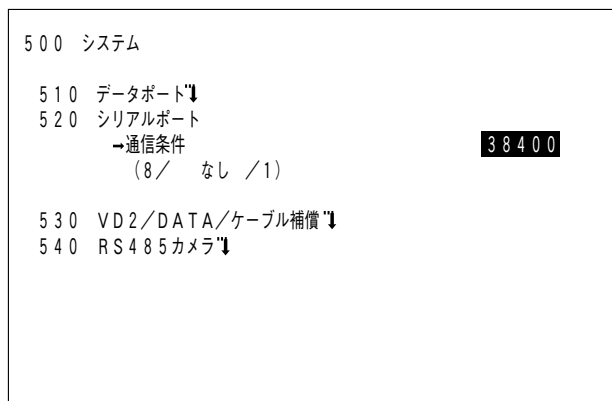 500 システム
510 データポート⮯
520 シリアルポート
➞通信条件 38400
(8/ なし /1)
530 VD2/DATA/ケーブル補償⮯
540 RS485カメラ⮯